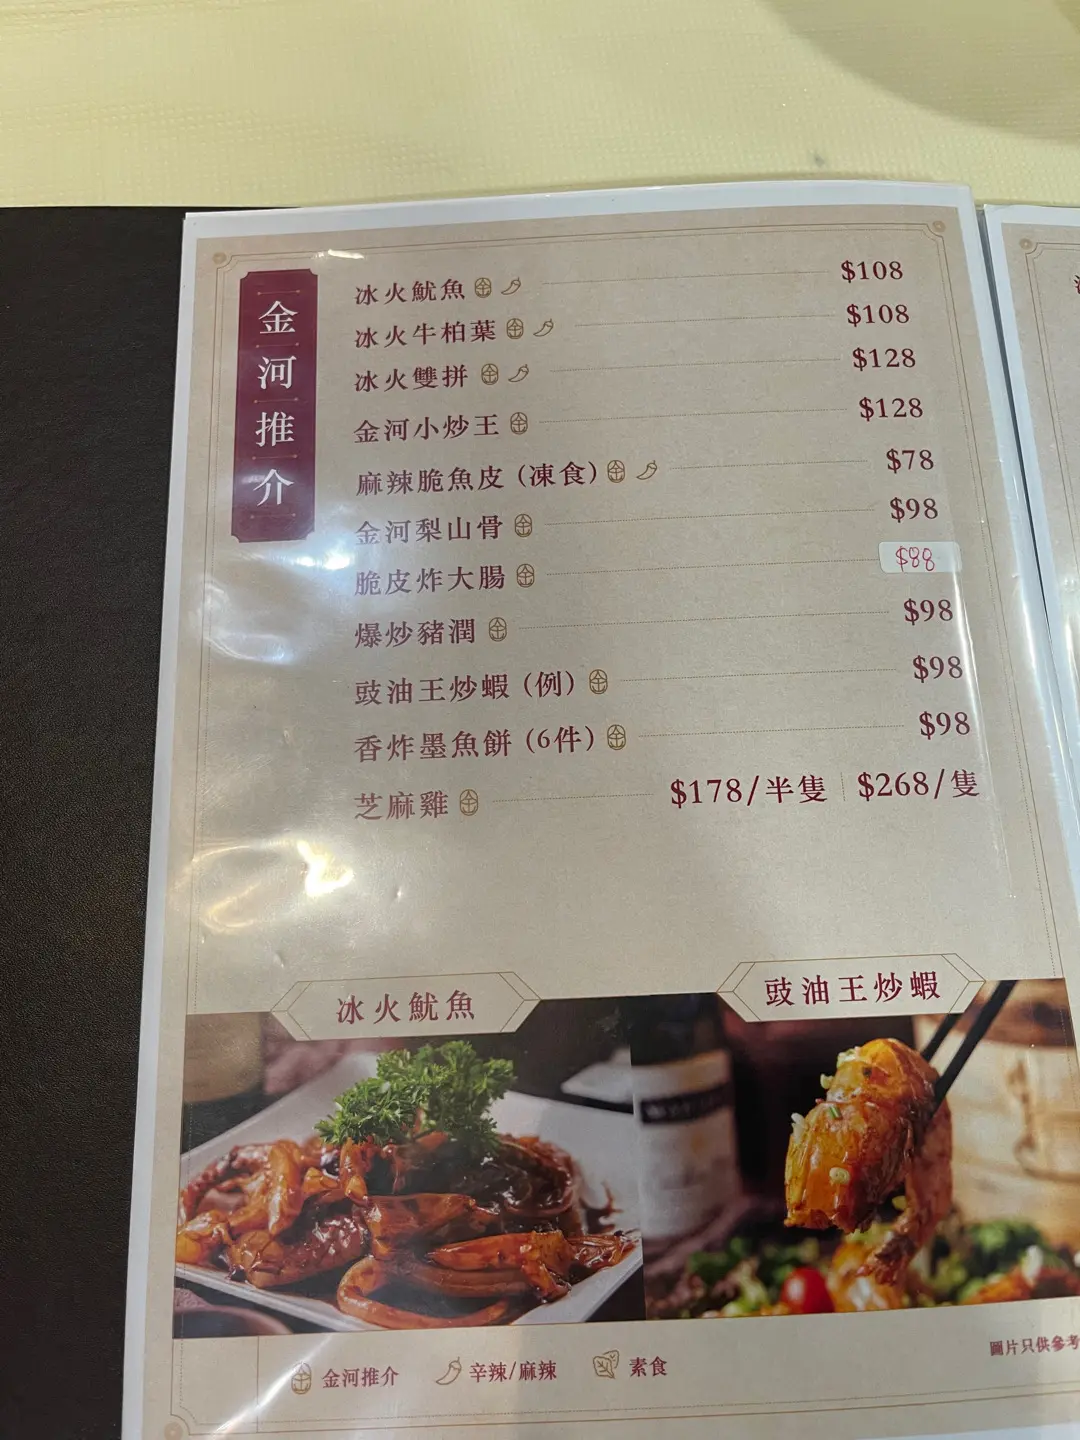 金河推介
冰火魷魚 $108
冰火牛柏葉 $108
冰火雙拼 $128
金河小炒王 $128
麻辣脆魚皮 (凍食) $78
金河梨山骨 $98
脆皮炸大腸 $88
爆炒豬潤 $98
豉油王炒蝦 (例) $98
香炸墨魚餅 (6件) $98
芝麻雞 $178/半隻 $268/隻
冰火魷魚
豉油王炒蝦
金河推介 辛辣/麻辣 素食
圖片只供參考